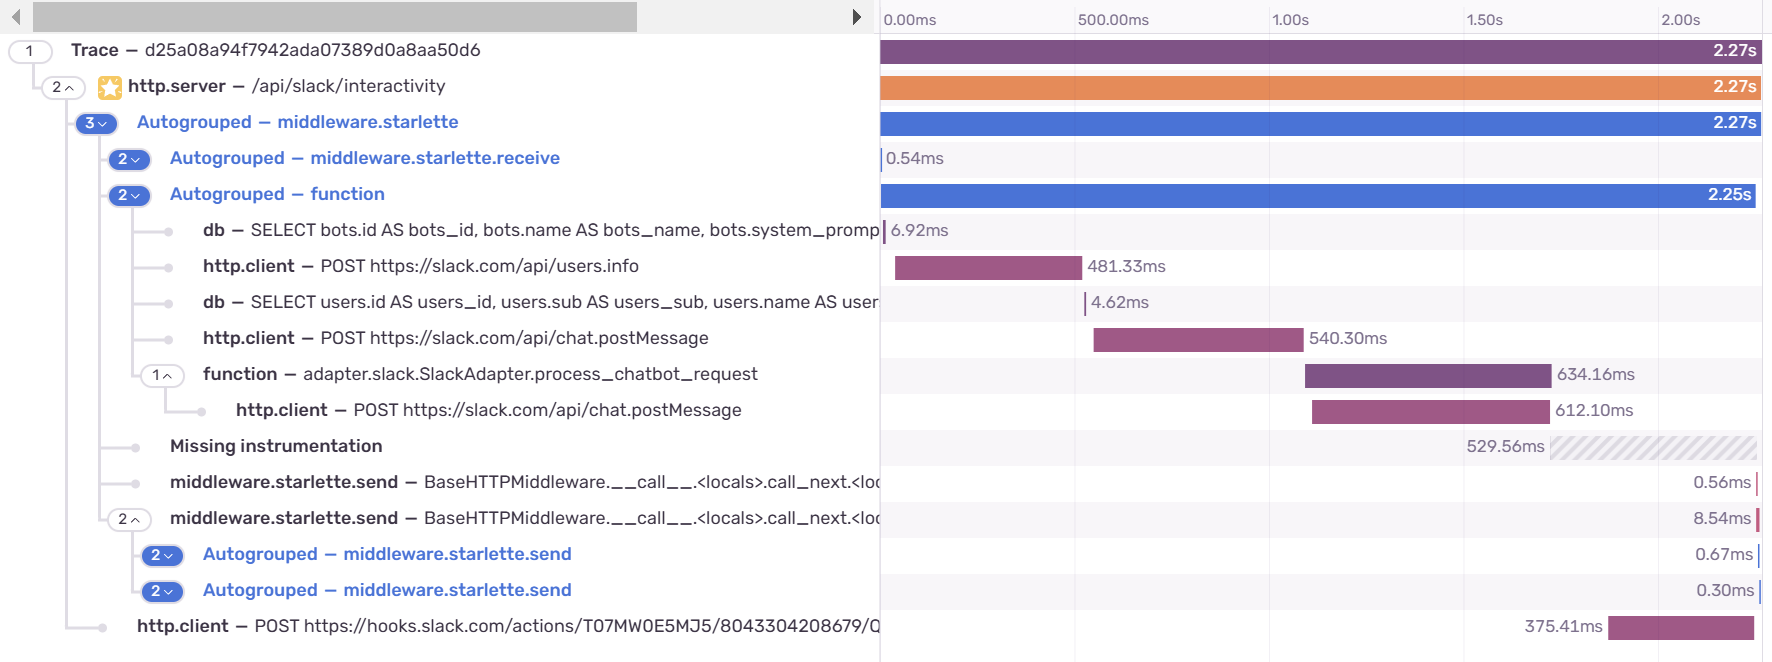 0.00ms 500.00ms 1.00s 1.50s 2.00s
1 Trace — d25a08a94f7942ada07389d0a8aa50d6 2.27s
2 http.server — /api/slack/interactivity 2.27s
3 Autogrouped — middleware.starlette 2.27s
2 Autogrouped — middleware.starlette.receive 0.54ms
2 Autogrouped — function 2.25s
db — SELECT bots.id AS bots_id, bots.name AS bots_name, bots.system_promp 6.92ms
http.client — POST https://slack.com/api/users.info 481.33ms
db — SELECT users.id AS users_id, users.sub AS users_sub, users.name AS user 4.62ms
http.client — POST https://slack.com/api/chat.postMessage 540.30ms
1 function — adapter.slack.SlackAdapter.process_chatbot_request 634.16ms
http.client — POST https://slack.com/api/chat.postMessage 612.10ms
Missing instrumentation 529.56ms
middleware.starlette.send — BaseHTTPMiddleware.__call__.<locals>.call_next.<loc 0.56ms
2 middleware.starlette.send — BaseHTTPMiddleware.__call__.<locals>.call_next.<loc 8.54ms
2 Autogrouped — middleware.starlette.send 0.67ms
2 Autogrouped — middleware.starlette.send 0.30ms
http.client — POST https://hooks.slack.com/actions/T07MW0E5MJ5/8043304208679/Q 375.41ms